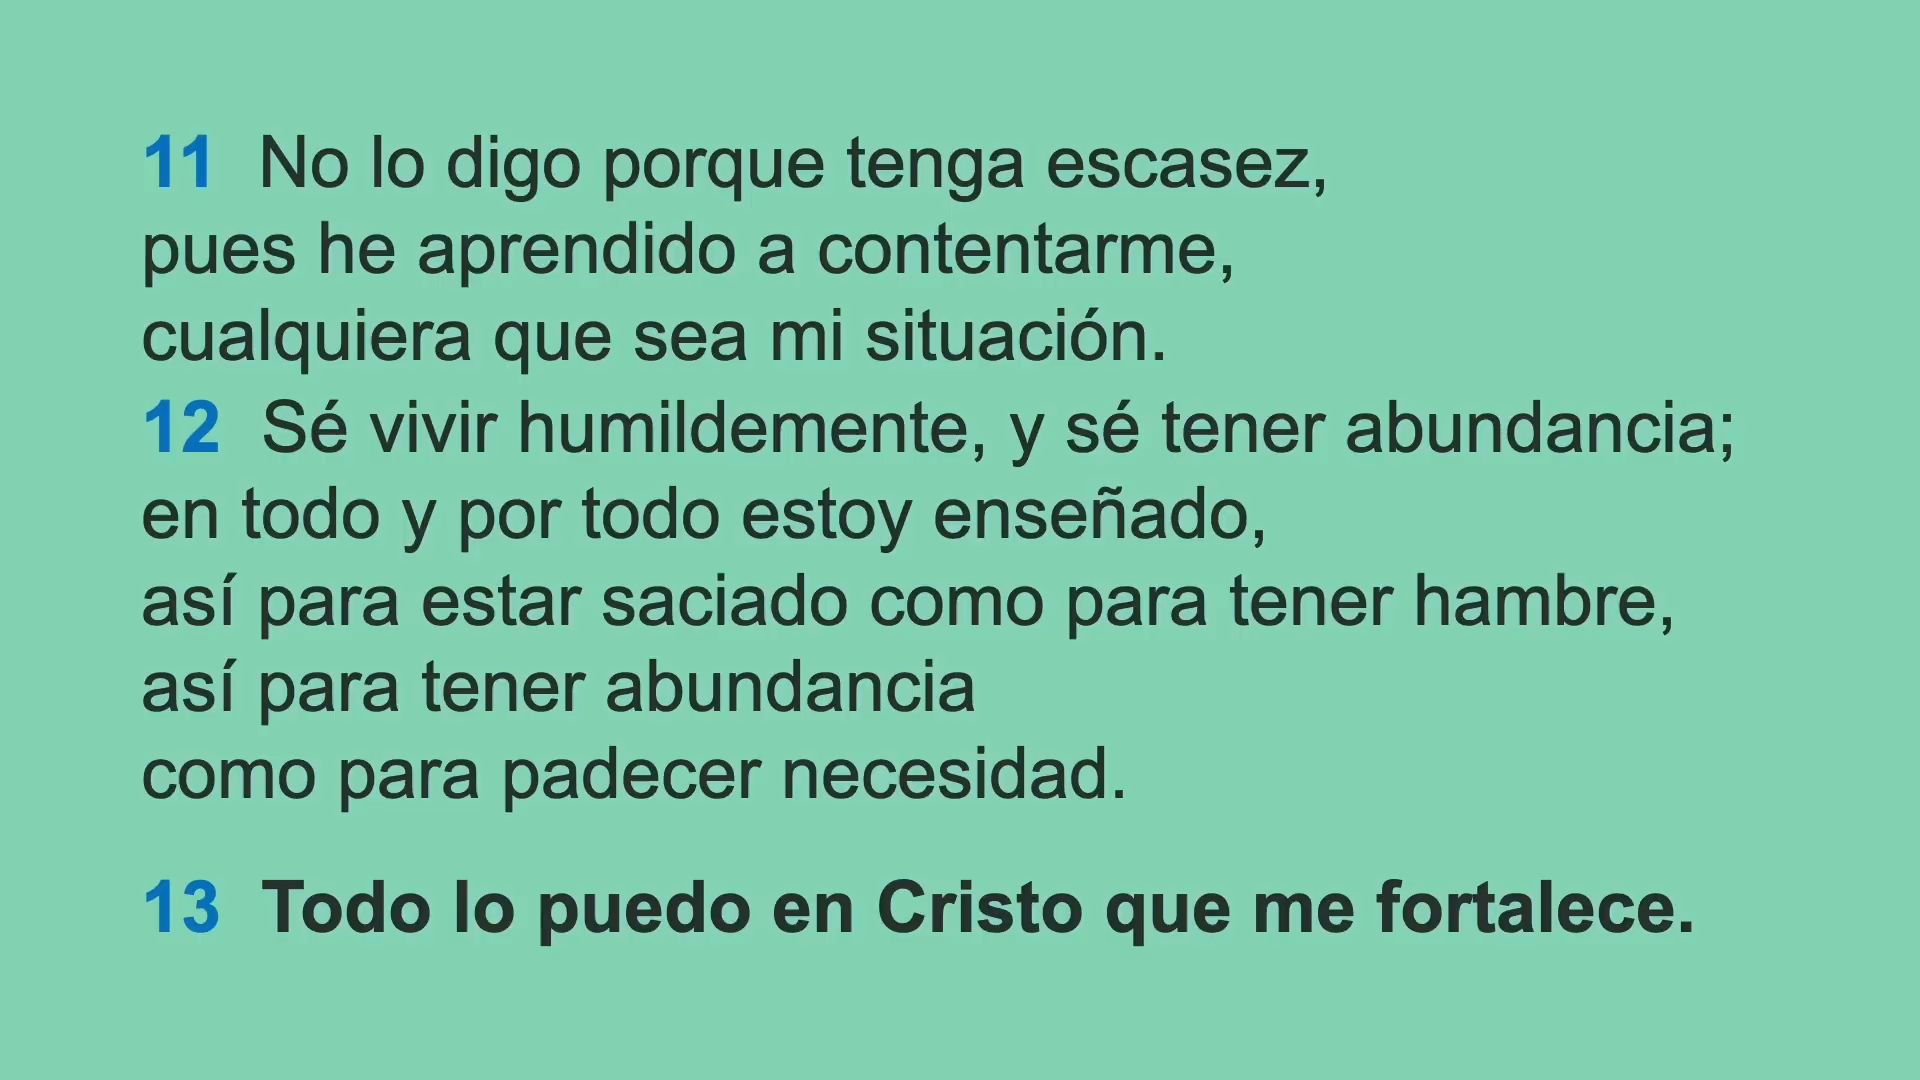 11 No lo digo porque tenga escasez,
pues he aprendido a contentarme,
cualquiera que sea mi situación.
12 Sé vivir humildemente, y sé tener abundancia;
en todo y por todo estoy enseñado,
así para estar saciado como para tener hambre,
así para tener abundancia
como para padecer necesidad.
13 Todo lo puedo en Cristo que me fortalece.